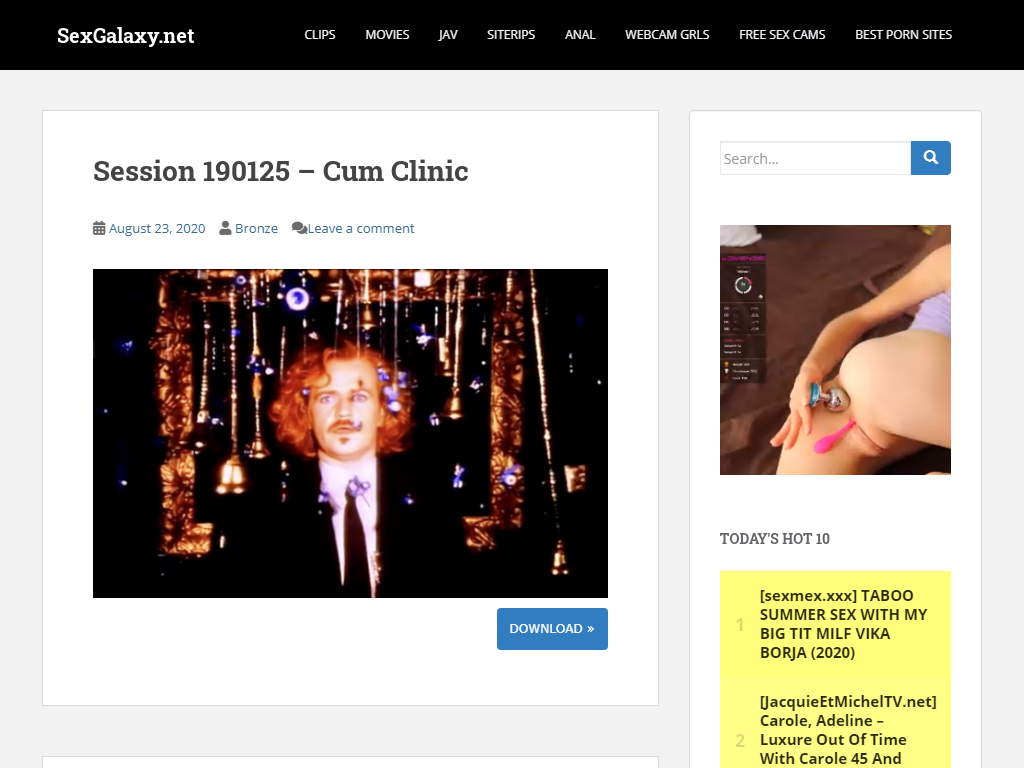 SexGalaxy.net
CLIPS MOVIES JAV SITERIPS ANAL WEBCAM GRLS FREE SEX CAMS BEST PORN SITES
Session 190125 – Cum Clinic
August 23, 2020 Bronze Leave a comment
DOWNLOAD »
Search...
TODAY'S HOT 10
1
[sexmex.xxx] TABOO
SUMMER SEX WITH MY
BIG TIT MILF VIKA
BORJA (2020)
2
[JacquieEtMichelTV.net]
Carole, Adeline –
Luxure Out Of Time
With Carole 45 And